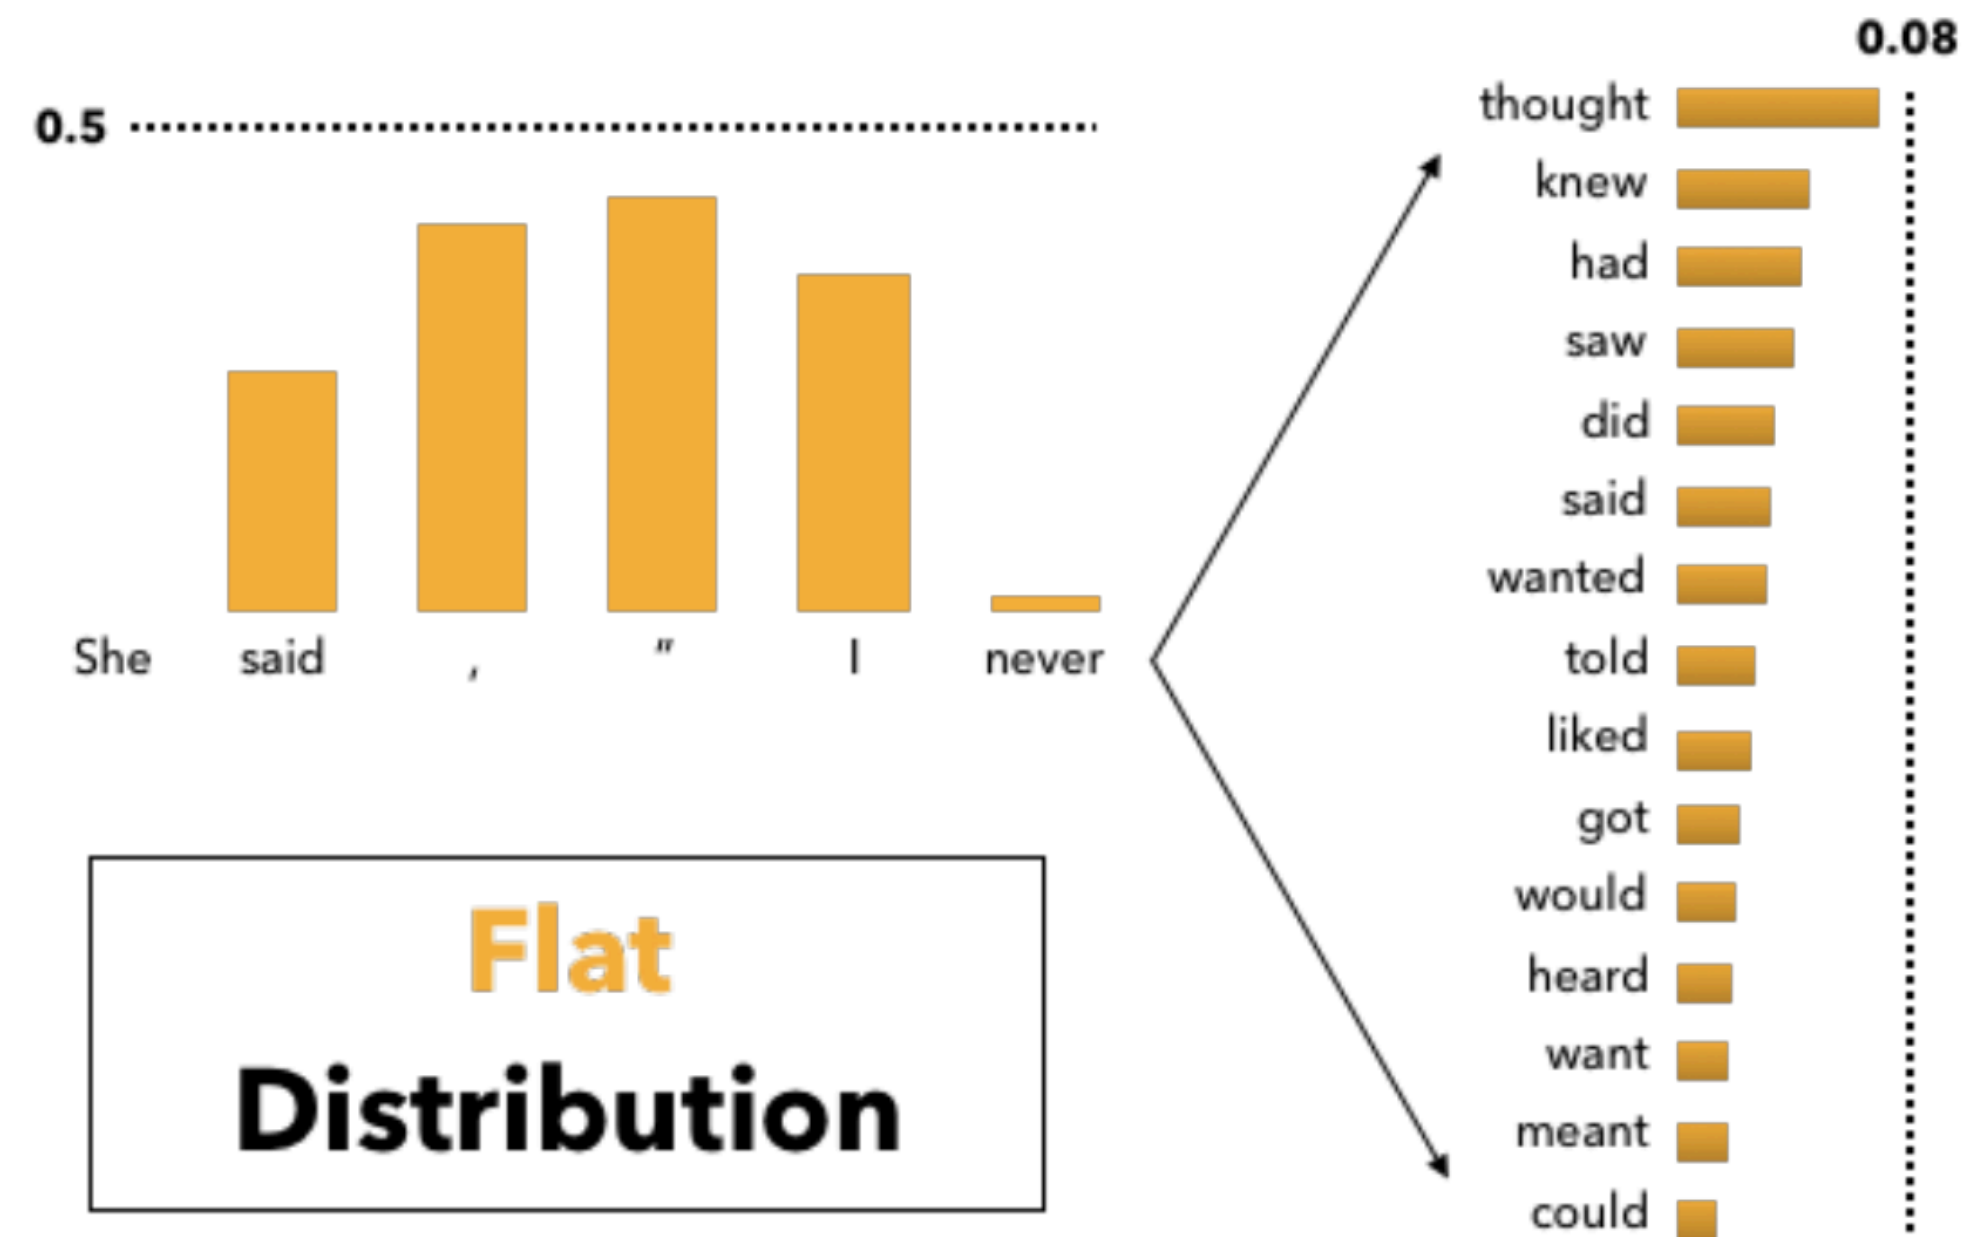 0.5
She said , " I never
Flat
Distribution
0.08
thought
knew
had
saw
did
said
wanted
told
liked
got
would
heard
want
meant
could